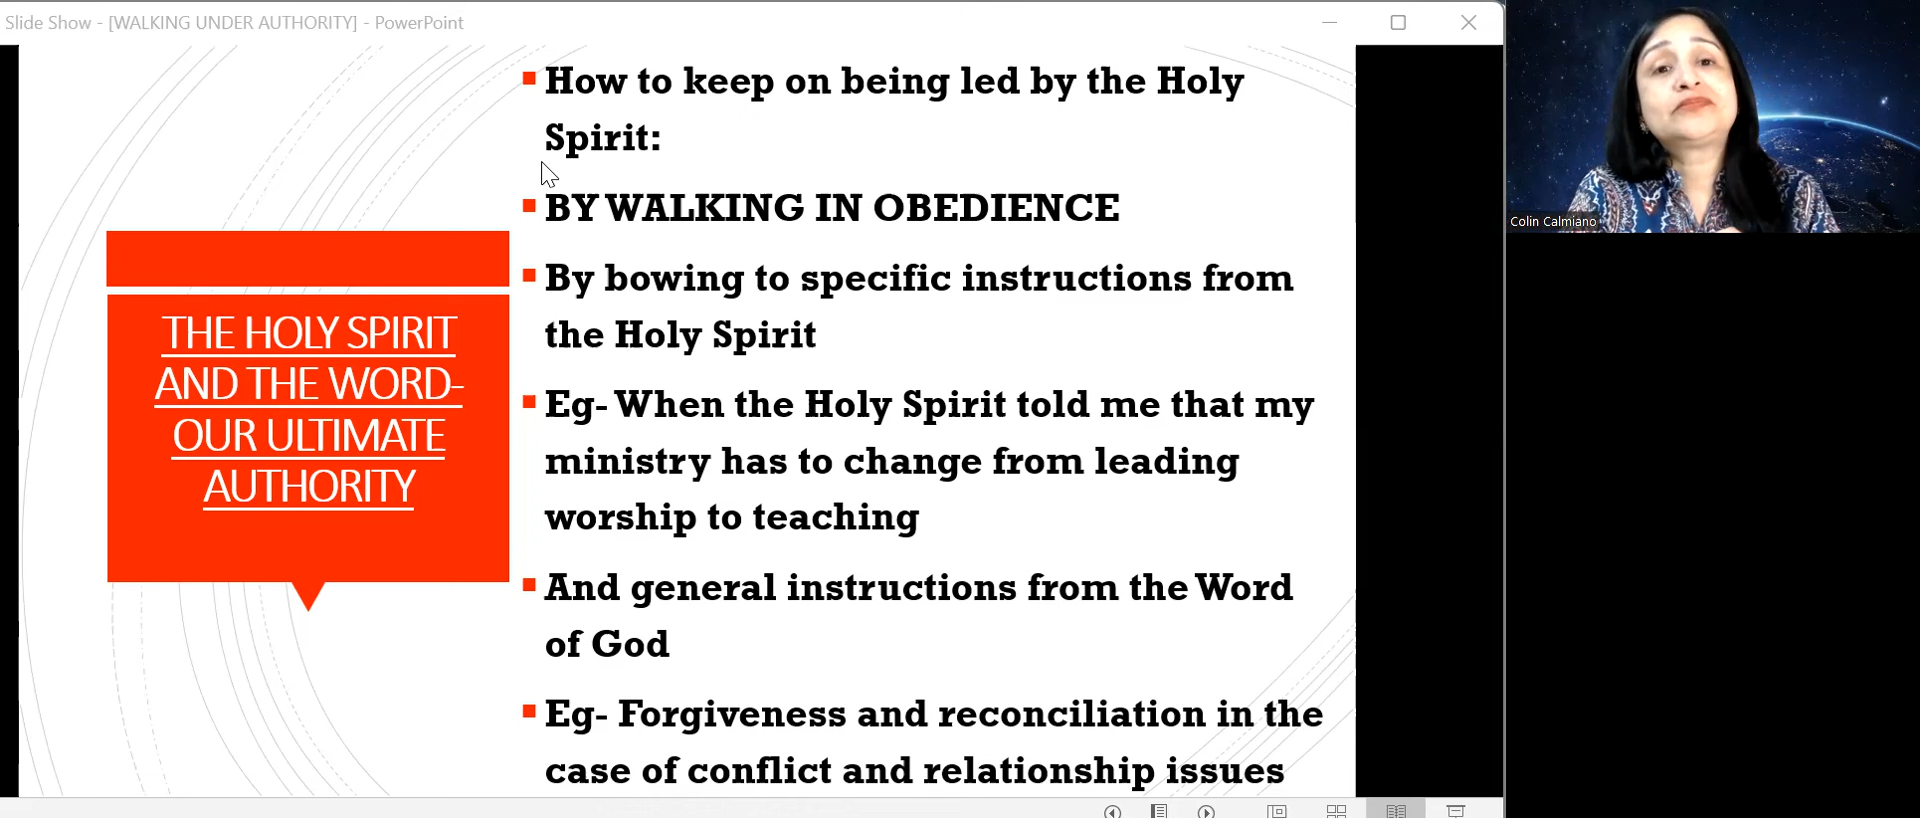 Slide Show - [WALKING UNDER AUTHORITY] - PowerPoint
THE HOLY SPIRIT
AND THE WORD-
OUR ULTIMATE
AUTHORITY
How to keep on being led by the Holy
Spirit:
BY WALKING IN OBEDIENCE
By bowing to specific instructions from
the Holy Spirit
Eg- When the Holy Spirit told me that my
ministry has to change from leading
worship to teaching
And general instructions from the Word
of God
Eg- Forgiveness and reconciliation in the
case of conflict and relationship issues
Colin Calmiano